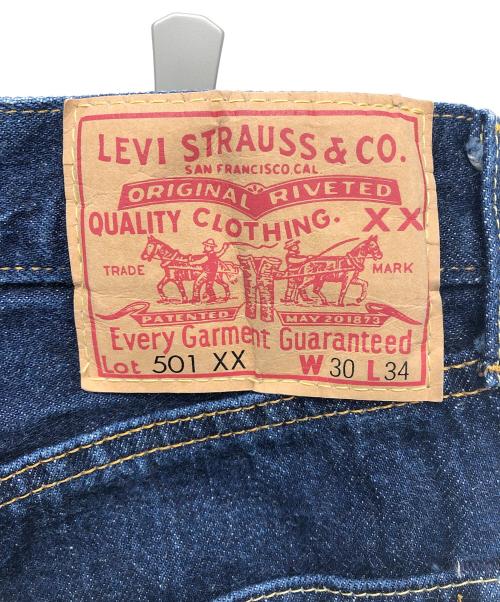 LEVI STRAUSS & CO.
SAN FRANCISCO, CAL
ORIGINAL RIVETED
QUALITY CLOTHING. XX
TRADE MARK
PATENTED MAY 20 1873
Every Garment Guaranteed
Lot 501 XX W 30 L 34